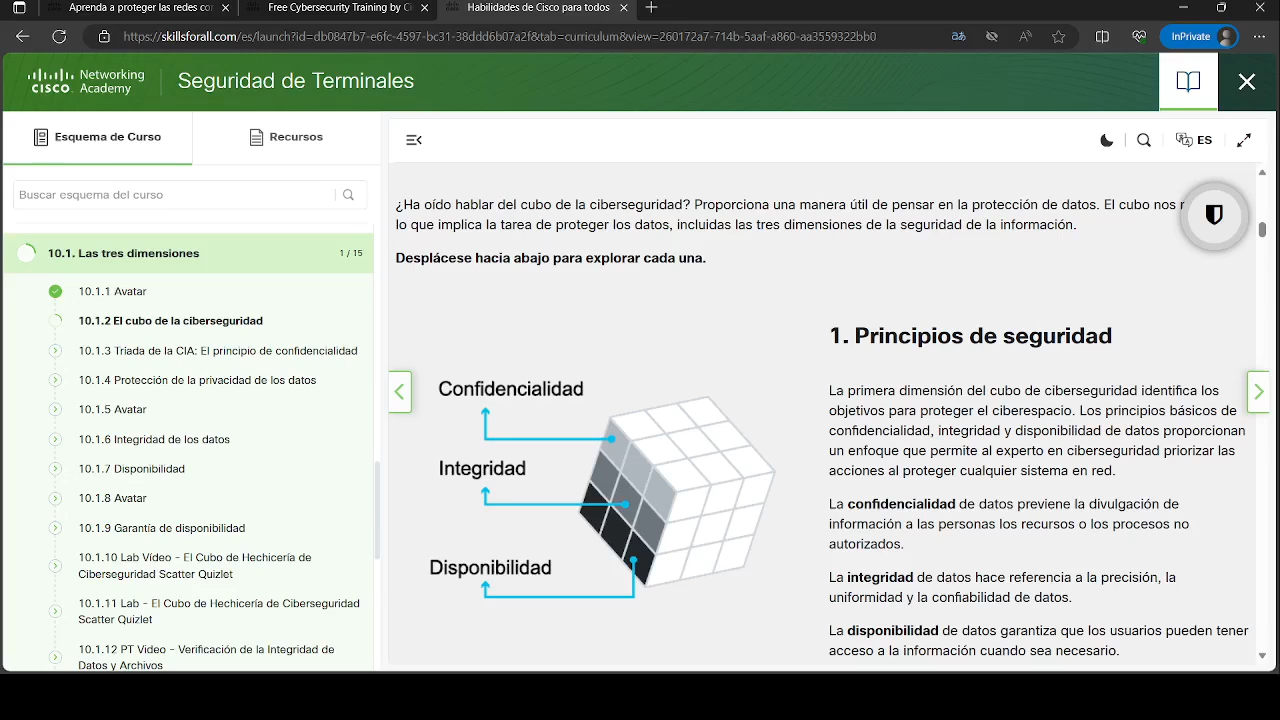 Aprenda a proteger las redes cor
Free Cybersecurity Training by Ci
Habilidades de Cisco para todos
https://skillsforall.com/es/launch?id=db0847b7-e6fc-4597-bc31-38ddd6b07a2f&tab=curriculum&view=260172a7-714b-5aaf-a860-aa3559322bb0
InPrivate
CISCO Networking Academy
Seguridad de Terminales
Esquema de Curso
Recursos
ES
Buscar esquema del curso
10.1. Las tres dimensiones 1 / 15
10.1.1 Avatar
10.1.2 El cubo de la ciberseguridad
10.1.3 Tríada de la CIA: El principio de confidencialidad
10.1.4 Protección de la privacidad de los datos
10.1.5 Avatar
10.1.6 Integridad de los datos
10.1.7 Disponibilidad
10.1.8 Avatar
10.1.9 Garantía de disponibilidad
10.1.10 Lab Vídeo - El Cubo de Hechicería de
Ciberseguridad Scatter Quizlet
10.1.11 Lab - El Cubo de Hechicería de Ciberseguridad
Scatter Quizlet
10.1.12 PT Video - Verificación de la Integridad de
Datos y Archivos
¿Ha oído hablar del cubo de la ciberseguridad? Proporciona una manera útil de pensar en la protección de datos. El cubo nos
lo que implica la tarea de proteger los datos, incluidas las tres dimensiones de la seguridad de la información.
Desplácese hacia abajo para explorar cada una.
Confidencialidad
Integridad
Disponibilidad
1. Principios de seguridad
La primera dimensión del cubo de ciberseguridad identifica los
objetivos para proteger el ciberespacio. Los principios básicos de
confidencialidad, integridad y disponibilidad de datos proporcionan
un enfoque que permite al experto en ciberseguridad priorizar las
acciones al proteger cualquier sistema en red.
La confidencialidad de datos previene la divulgación de
información a las personas los recursos o los procesos no
autorizados.
La integridad de datos hace referencia a la precisión, la
uniformidad y la confiabilidad de datos.
La disponibilidad de datos garantiza que los usuarios pueden tener
acceso a la información cuando sea necesario.